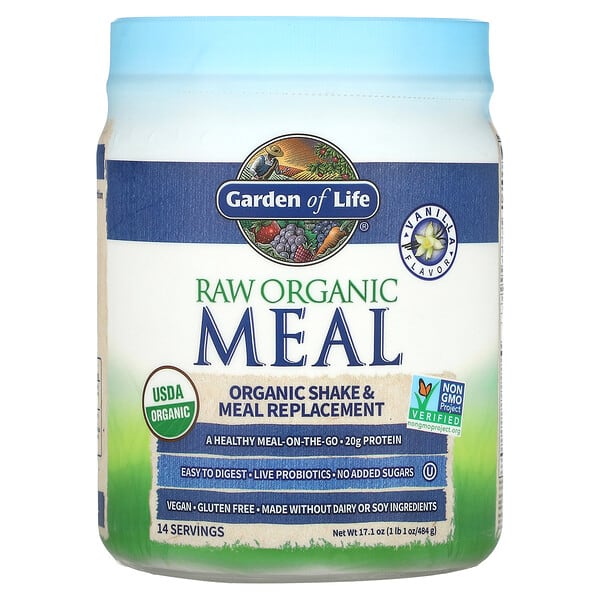 Garden of Life®
VANILLA
FLAVOR
RAW ORGANIC
MEAL
USDA
ORGANIC
ORGANIC SHAKE &
MEAL REPLACEMENT
NON
GMO
Project
VERIFIED
nongmoproject.org
A HEALTHY MEAL-ON-THE-GO • 20g PROTEIN
EASY TO DIGEST • LIVE PROBIOTICS • NO ADDED SUGARS U
VEGAN • GLUTEN FREE • MADE WITHOUT DAIRY OR SOY INGREDIENTS
14 SERVINGS
Net Wt 17.1 oz (1 lb 1 oz/484g)